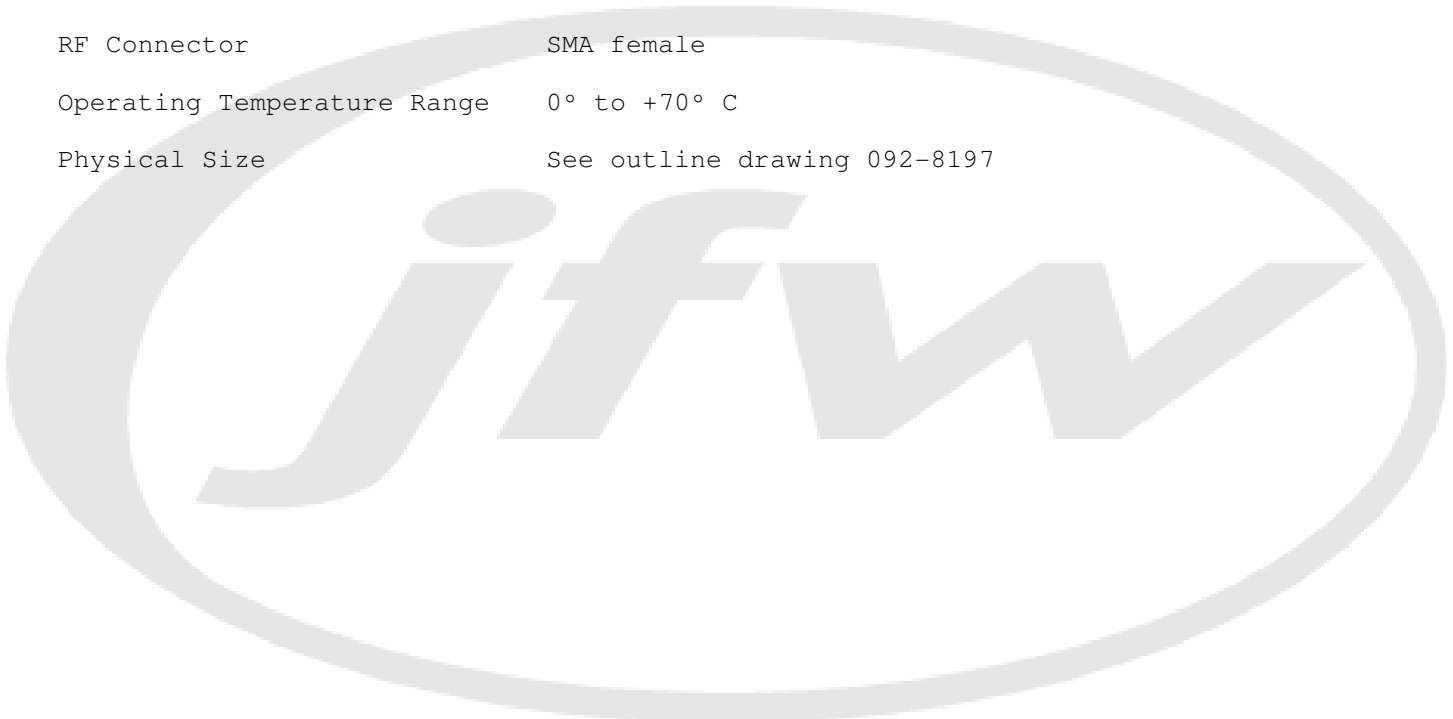 RF Connector SMA female
Operating Temperature Range 0° to +70° C
Physical Size See outline drawing 092-8197
jfw